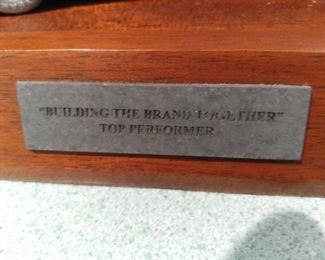 "BUILDING THE BRAND TOGETHER"
TOP PERFORMER